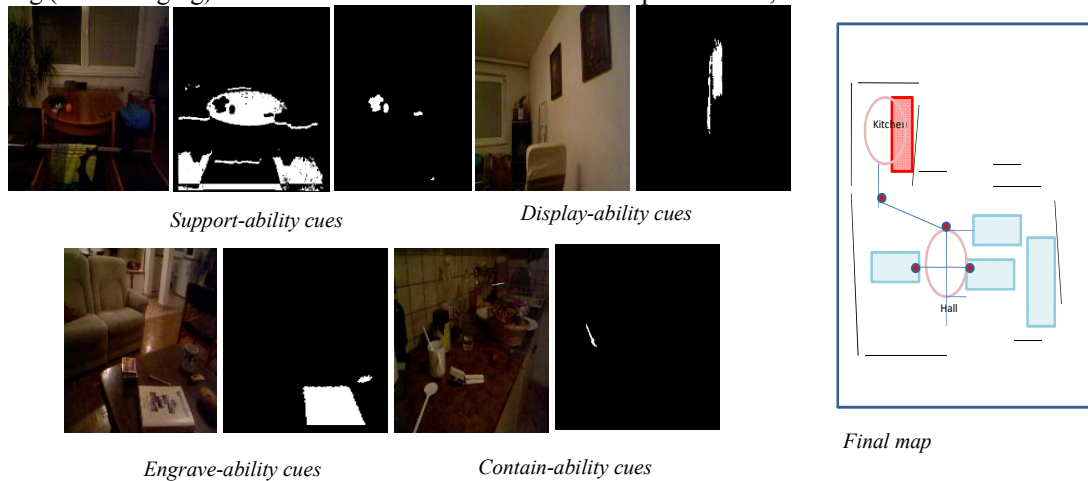 Support-ability cues
Display-ability cues
Engrave-ability cues
Contain-ability cues
Kitchen
Hall
Final map